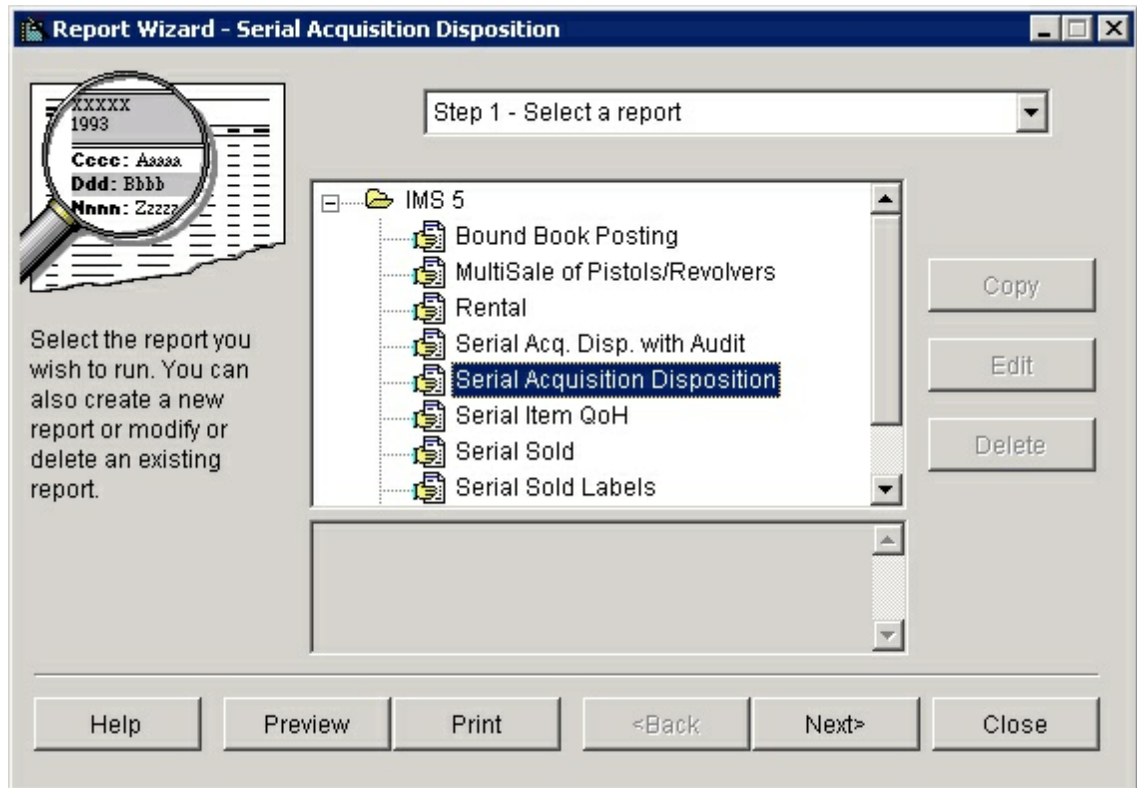 Report Wizard - Serial Acquisition Disposition
XXXXX
1993
Cccc: Aaaaa
Ddd: Bbbb
Nnnn: Zzzzz
Step 1 - Select a report
Select the report you
wish to run. You can
also create a new
report or modify or
delete an existing
report.
IMS 5
Bound Book Posting
MultiSale of Pistols/Revolvers
Rental
Serial Acq. Disp. with Audit
Serial Acquisition Disposition
Serial Item QoH
Serial Sold
Serial Sold Labels
Copy
Edit
Delete
Help
Preview
Print
<Back
Next>
Close